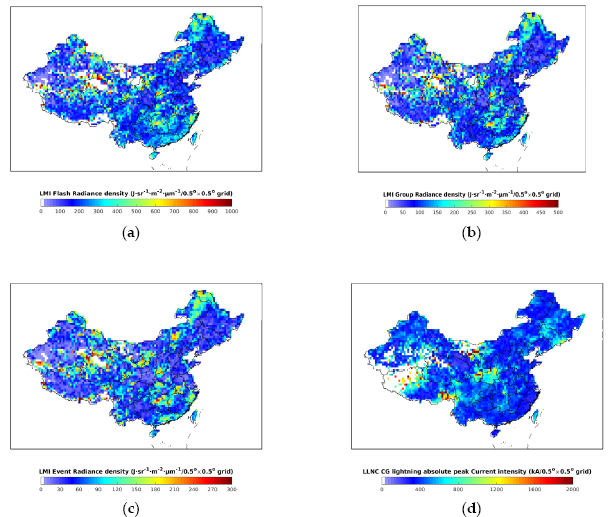 LMI Flash Radiance density (J·sr⁻¹·m⁻²·μm⁻¹/0.5°×0.5° grid)
0 100 200 300 400 500 600 700 800 900 1000
(a)
LMI Group Radiance density (J·sr⁻¹·m⁻²·μm⁻¹/0.5°×0.5° grid)
0 50 100 150 200 250 300 350 400 450 500
(b)
LMI Event Radiance density (J·sr⁻¹·m⁻²·μm⁻¹/0.5°×0.5° grid)
0 30 60 90 120 150 180 210 240 270 300
(c)
LLNC CG lightning absolute peak Current intensity (kA/0.5°×0.5° grid)
0 400 800 1200 1600 2000
(d)